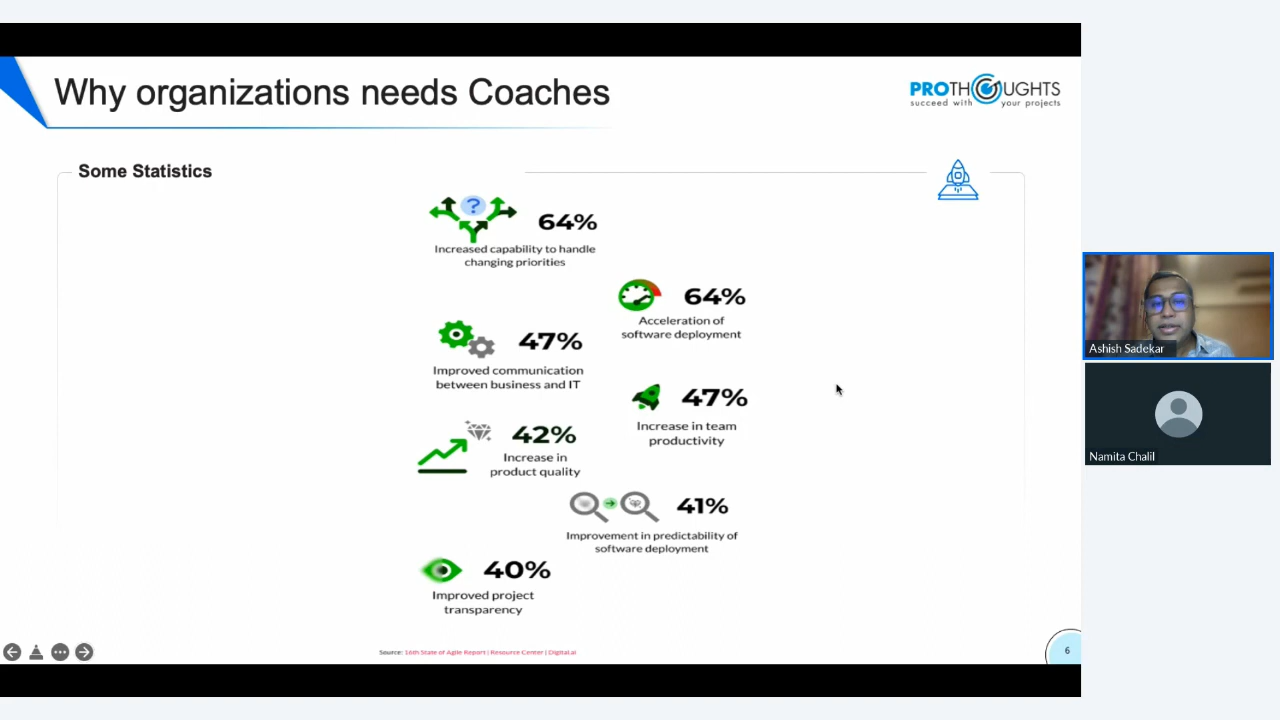 Why organizations needs Coaches
PROTHOUGHTS
succeed with your projects
Some Statistics
?
64%
Increased capability to handle
changing priorities
64%
Acceleration of
software deployment
47%
Improved communication
between business and IT
47%
Increase in team
productivity
42%
Increase in
product quality
41%
Improvement in predictability of
software deployment
40%
Improved project
transparency
Source: 16th State of Agile Report | Resource Center | Digital.ai
6
Ashish Sadekar
Namita Chalil